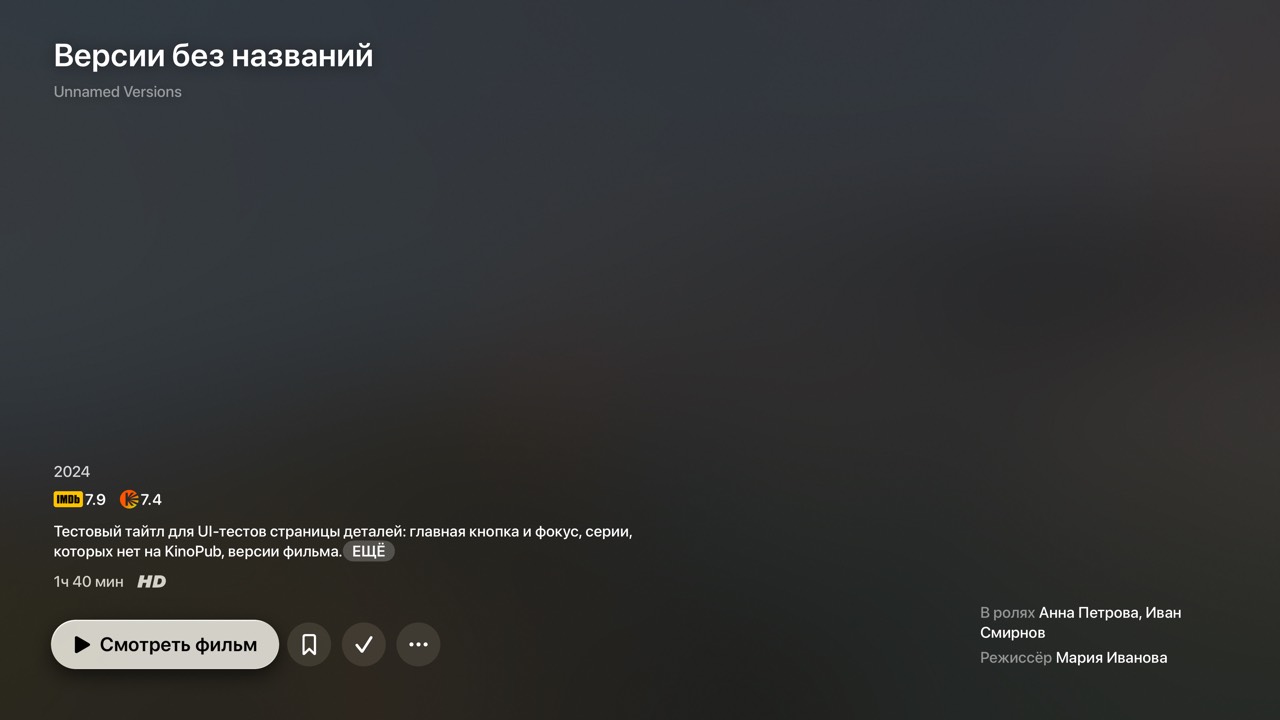 Версии без названий
Unnamed Versions
2024
IMDb 7.9 7.4
Тестовый тайтл для UI-тестов страницы деталей: главная кнопка и фокус, серии,
которых нет на KinoPub, версии фильма. ЕЩЁ
1ч 40 мин HD
Смотреть фильм
В ролях Анна Петрова, Иван
Смирнов
Режиссёр Мария Иванова